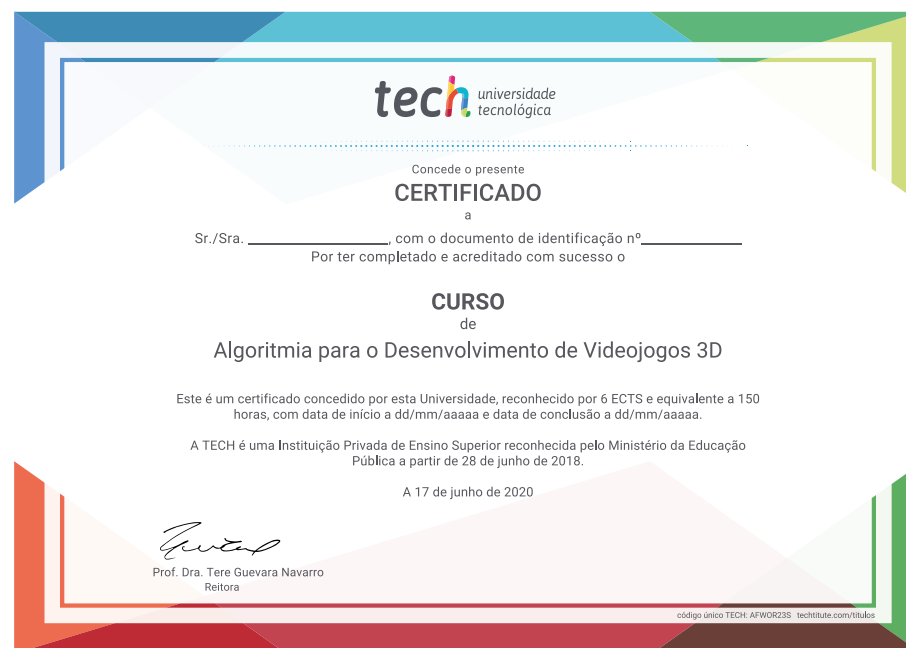 tech universidade
tecnológica
Concede o presente
CERTIFICADO
a
Sr./Sra. ____________________, com o documento de identificação nº______________
Por ter completado e acreditado com sucesso o
CURSO
de
Algoritmia para o Desenvolvimento de Videojogos 3D
Este é um certificado concedido por esta Universidade, reconhecido por 6 ECTS e equivalente a 150
horas, com data de início a dd/mm/aaaaa e data de conclusão a dd/mm/aaaaa.
A TECH é uma Instituição Privada de Ensino Superior reconhecida pelo Ministério da Educação
Pública a partir de 28 de junho de 2018.
A 17 de junho de 2020
Prof. Dra. Tere Guevara Navarro
Reitora
código único TECH: AFWOR23S techtitute.com/titulos